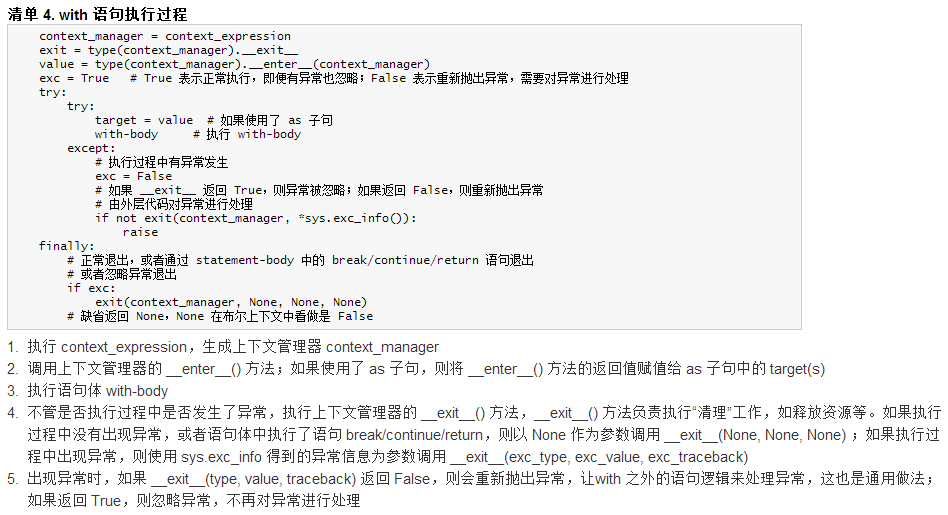 清单 4. with 语句执行过程
context_manager = context_expression
exit = type(context_manager).__exit__
value = type(context_manager).__enter__(context_manager)
exc = True   # True 表示正常执行，即便有异常也忽略；False 表示重新抛出异常，需要对异常进行处理
try:
    try:
        target = value  # 如果使用了 as 子句
        with-body     # 执行 with-body
    except:
        # 执行过程中有异常发生
        exc = False
        # 如果 __exit__ 返回 True，则异常被忽略；如果返回 False，则重新抛出异常
        # 由外层代码对异常进行处理
        if not exit(context_manager, *sys.exc_info()):
            raise
finally:
    # 正常退出，或者通过 statement-body 中的 break/continue/return 语句退出
    # 或者忽略异常退出
    if exc:
        exit(context_manager, None, None, None)
    # 缺省返回 None，None 在布尔上下文中看做是 False
1. 执行 context_expression，生成上下文管理器 context_manager
2. 调用上下文管理器的 __enter__() 方法；如果使用了 as 子句，则将 __enter__() 方法的返回值赋值给 as 子句中的 target(s)
3. 执行语句体 with-body
4. 不管是否执行过程中是否发生了异常，执行上下文管理器的 __exit__() 方法，__exit__() 方法负责执行“清理”工作，如释放资源等。如果执行
过程中没有出现异常，或者语句体中执行了语句 break/continue/return，则以 None 作为参数调用 __exit__(None, None, None) ；如果执行过
程中出现异常，则使用 sys.exc_info 得到的异常信息为参数调用 __exit__(exc_type, exc_value, exc_traceback)
5. 出现异常时，如果 __exit__(type, value, traceback) 返回 False，则会重新抛出异常，让with 之外的语句逻辑来处理异常，这也是通用做法；
如果返回 True，则忽略异常，不再对异常进行处理